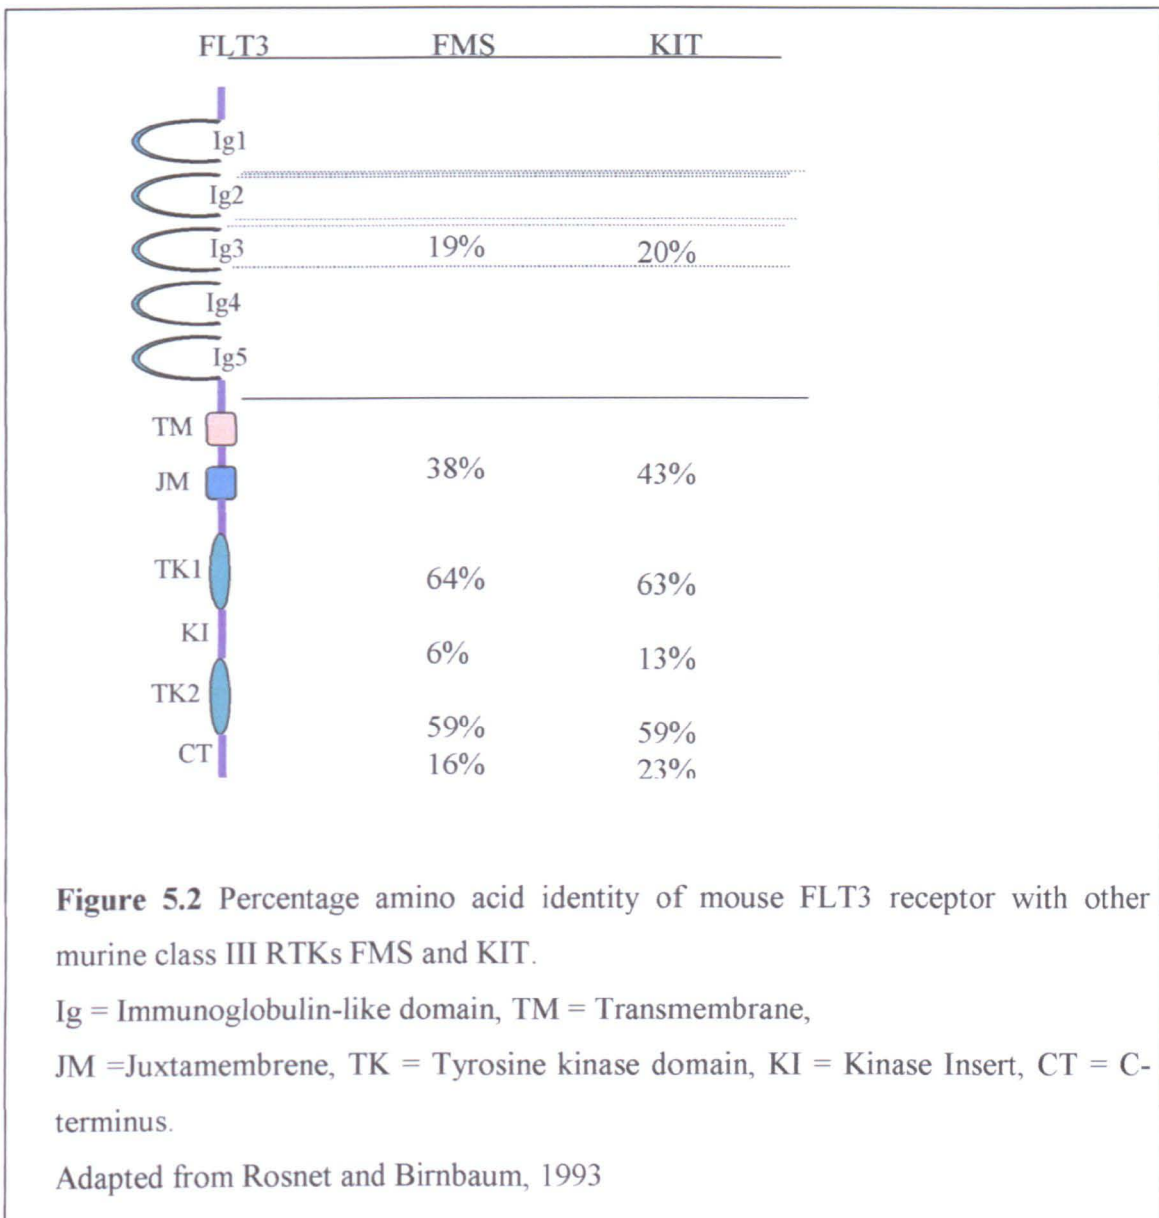 FLT3 FMS KIT
Ig1
Ig2
Ig3 19% 20%
Ig4
Ig5
TM
JM 38% 43%
TK1 64% 63%
KI 6% 13%
TK2
59% 59%
CT 16% 23%
Figure 5.2 Percentage amino acid identity of mouse FLT3 receptor with other
murine class III RTKs FMS and KIT.
Ig = Immunoglobulin-like domain, TM = Transmembrane,
JM =Juxtamembrene, TK = Tyrosine kinase domain, KI = Kinase Insert, CT = C-
terminus.
Adapted from Rosnet and Birnbaum, 1993